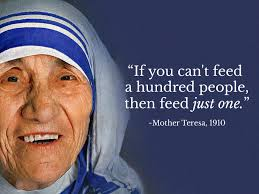 “If you can't feed
a hundred people,
then feed just one.”
-Mother Teresa, 1910